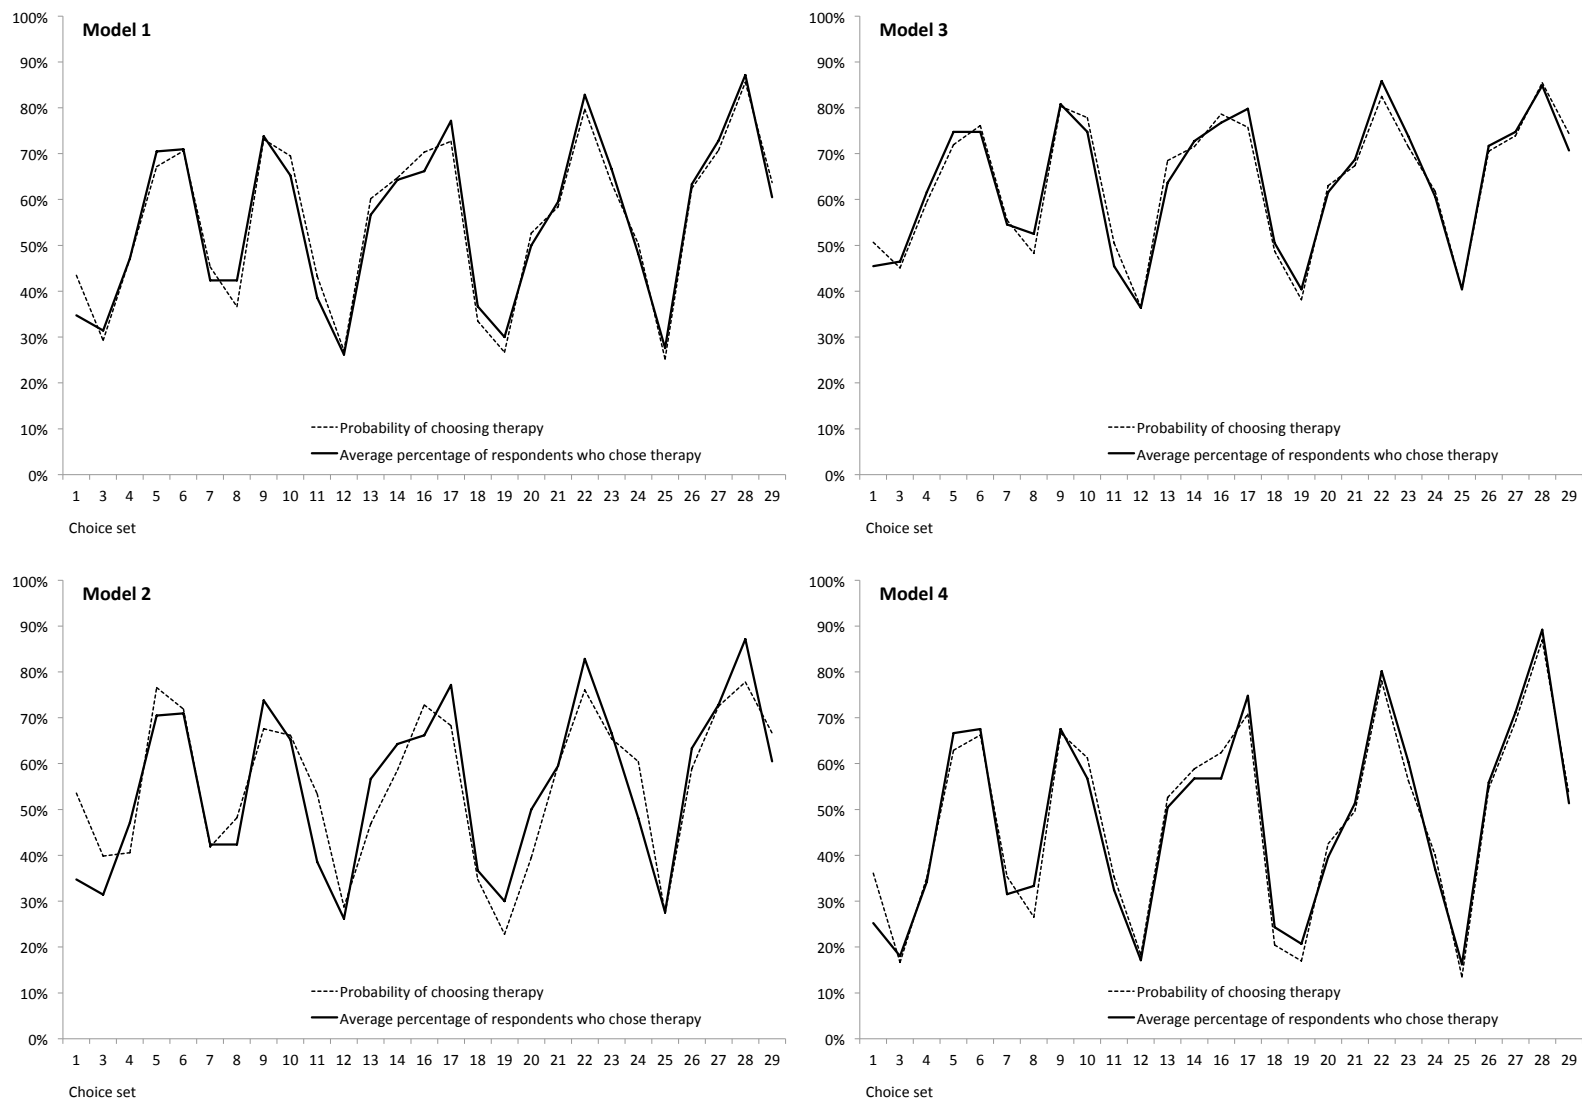 Model 1
100%
90%
80%
70%
60%
50%
40%
30%
20%
10%
0%
Probability of choosing therapy
Average percentage of respondents who chose therapy
1 3 4 5 6 7 8 9 10 11 12 13 14 16 17 18 19 20 21 22 23 24 25 26 27 28 29
Choice set
Model 3
100%
90%
80%
70%
60%
50%
40%
30%
20%
10%
0%
Probability of choosing therapy
Average percentage of respondents who chose therapy
1 3 4 5 6 7 8 9 10 11 12 13 14 16 17 18 19 20 21 22 23 24 25 26 27 28 29
Choice set
Model 2
100%
90%
80%
70%
60%
50%
40%
30%
20%
10%
0%
Probability of choosing therapy
Average percentage of respondents who chose therapy
1 3 4 5 6 7 8 9 10 11 12 13 14 16 17 18 19 20 21 22 23 24 25 26 27 28 29
Choice set
Model 4
100%
90%
80%
70%
60%
50%
40%
30%
20%
10%
0%
Probability of choosing therapy
Average percentage of respondents who chose therapy
1 3 4 5 6 7 8 9 10 11 12 13 14 16 17 18 19 20 21 22 23 24 25 26 27 28 29
Choice set